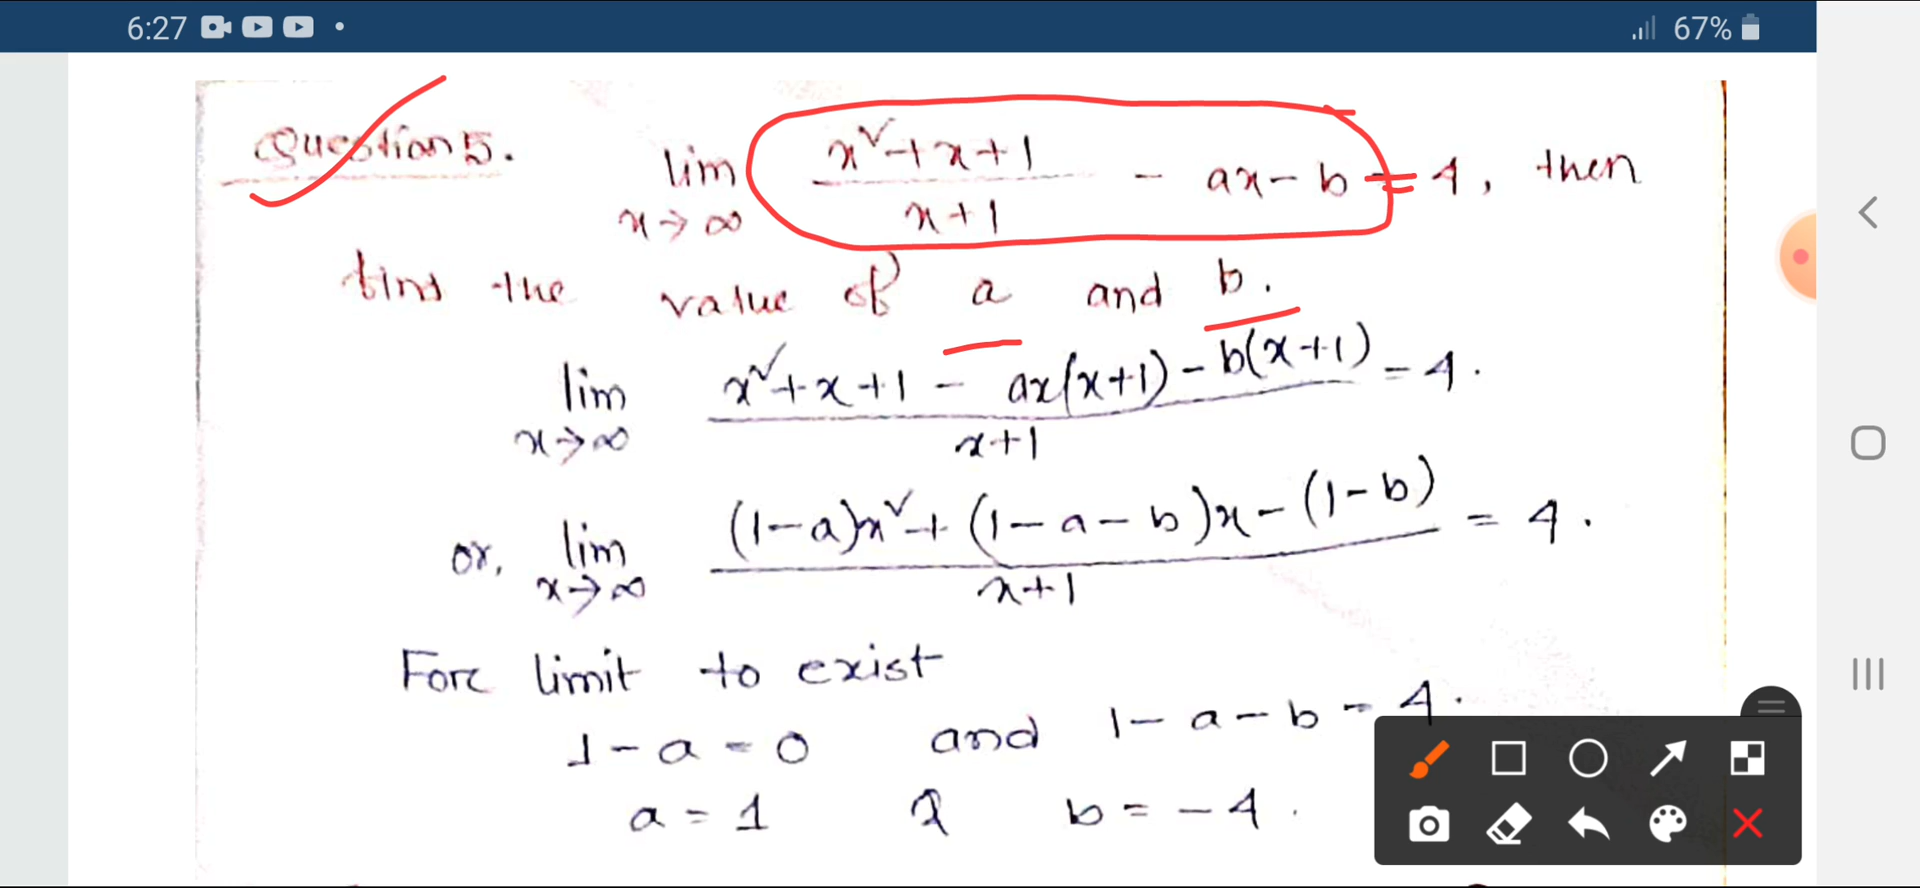 6:27 67%
Question 5. lim x→∞ x²+x+1 / x+1 - ax - b = 4, then
find the value of a and b.
lim x→∞ x²+x+1 - ax(x+1) - b(x+1) / x+1 = 4.
or, lim x→∞ (1-a)x² + (1-a-b)x - (1-b) / x+1 = 4.
For limit to exist
1-a=0 and 1-a-b=4.
a=1 & b=-4.